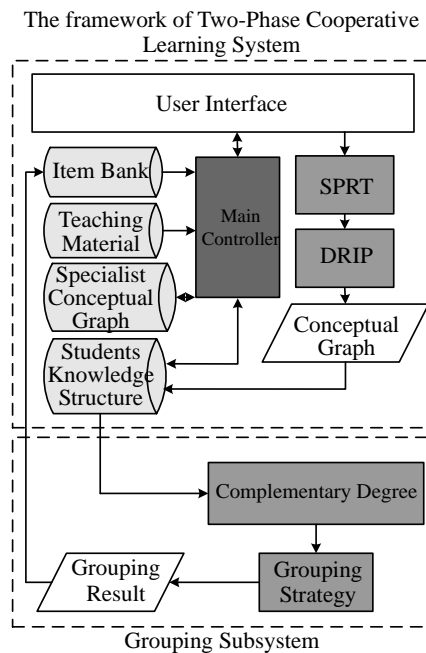 The framework of Two-Phase Cooperative
Learning System
User Interface
Item Bank
Teaching
Material
Specialist
Conceptual
Graph
Students
Knowledge
Structure
Main
Controller
SPRT
DRIP
Conceptual
Graph
Complementary Degree
Grouping
Strategy
Grouping
Result
Grouping Subsystem